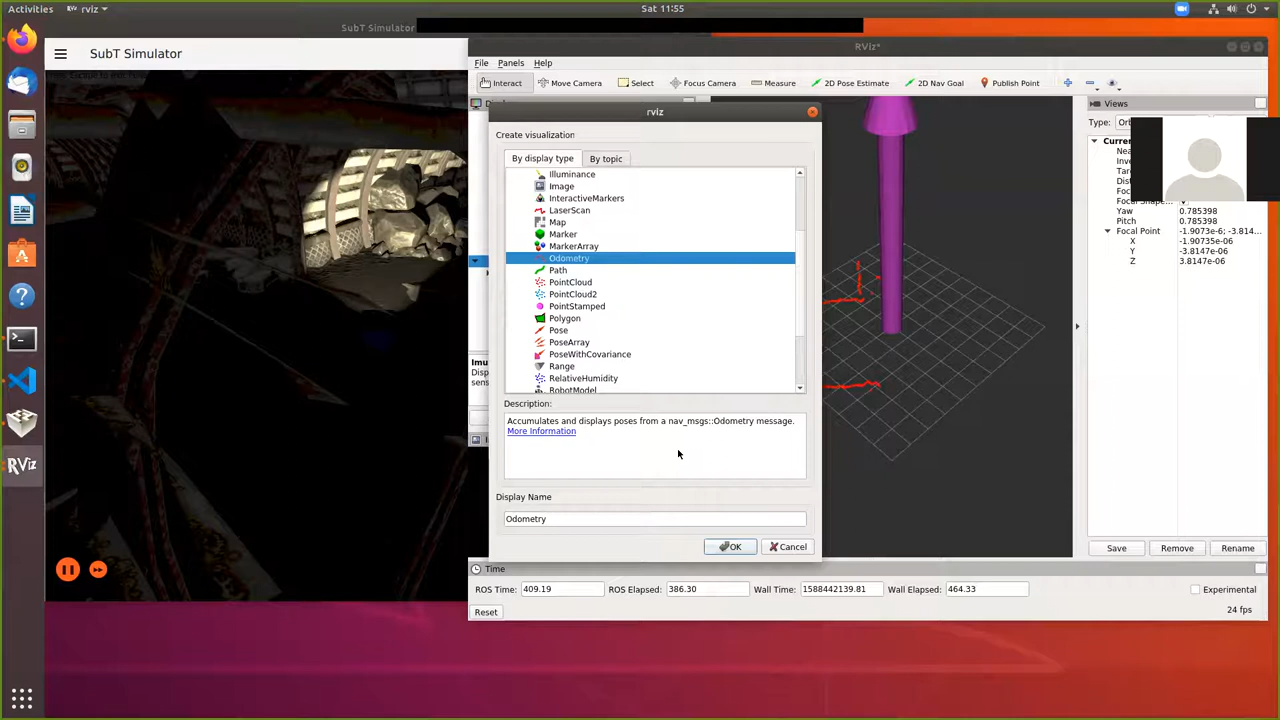 Activities
rviz
Sat 11:55
SubT Simulator
SubT Simulator
RViz*
File Panels Help
Interact
Move Camera
Select
Focus Camera
Measure
2D Pose Estimate
2D Nav Goal
Publish Point
rviz
Create visualization
By display type
By topic
Illuminance
Image
InteractiveMarkers
LaserScan
Map
Marker
MarkerArray
Odometry
Path
PointCloud
PointCloud2
PointStamped
Polygon
Pose
PoseArray
PoseWithCovariance
Range
RelativeHumidity
RobotModel
Description:
Accumulates and displays poses from a nav_msgs::Odometry message.
More Information
Display Name
Odometry
OK
Cancel
Views
Type:
Yaw 0.785398
Pitch 0.785398
Focal Point -1.9073e-6; -3.814...
X -1.90735e-06
Y -3.8147e-06
Z 3.8147e-06
Save
Remove
Rename
Time
ROS Time: 409.19
ROS Elapsed: 386.30
Wall Time: 1588442139.81
Wall Elapsed: 464.33
Experimental
Reset
24 fps
RViz